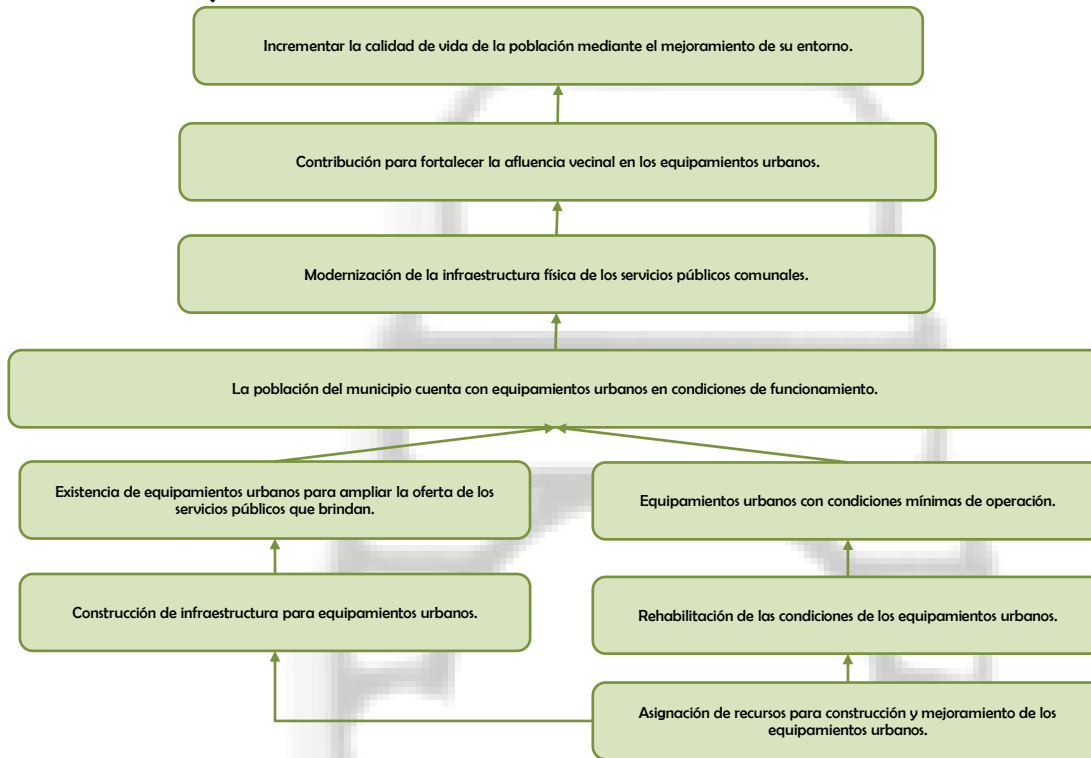 Incrementar la calidad de vida de la población mediante el mejoramiento de su entorno.
Contribución para fortalecer la afluencia vecinal en los equipamientos urbanos.
Modernización de la infraestructura física de los servicios públicos comunales.
La población del municipio cuenta con equipamientos urbanos en condiciones de funcionamiento.
Existencia de equipamientos urbanos para ampliar la oferta de los
servicios públicos que brindan.
Equipamientos urbanos con condiciones mínimas de operación.
Construcción de infraestructura para equipamientos urbanos.
Rehabilitación de las condiciones de los equipamientos urbanos.
Asignación de recursos para construcción y mejoramiento de los
equipamientos urbanos.